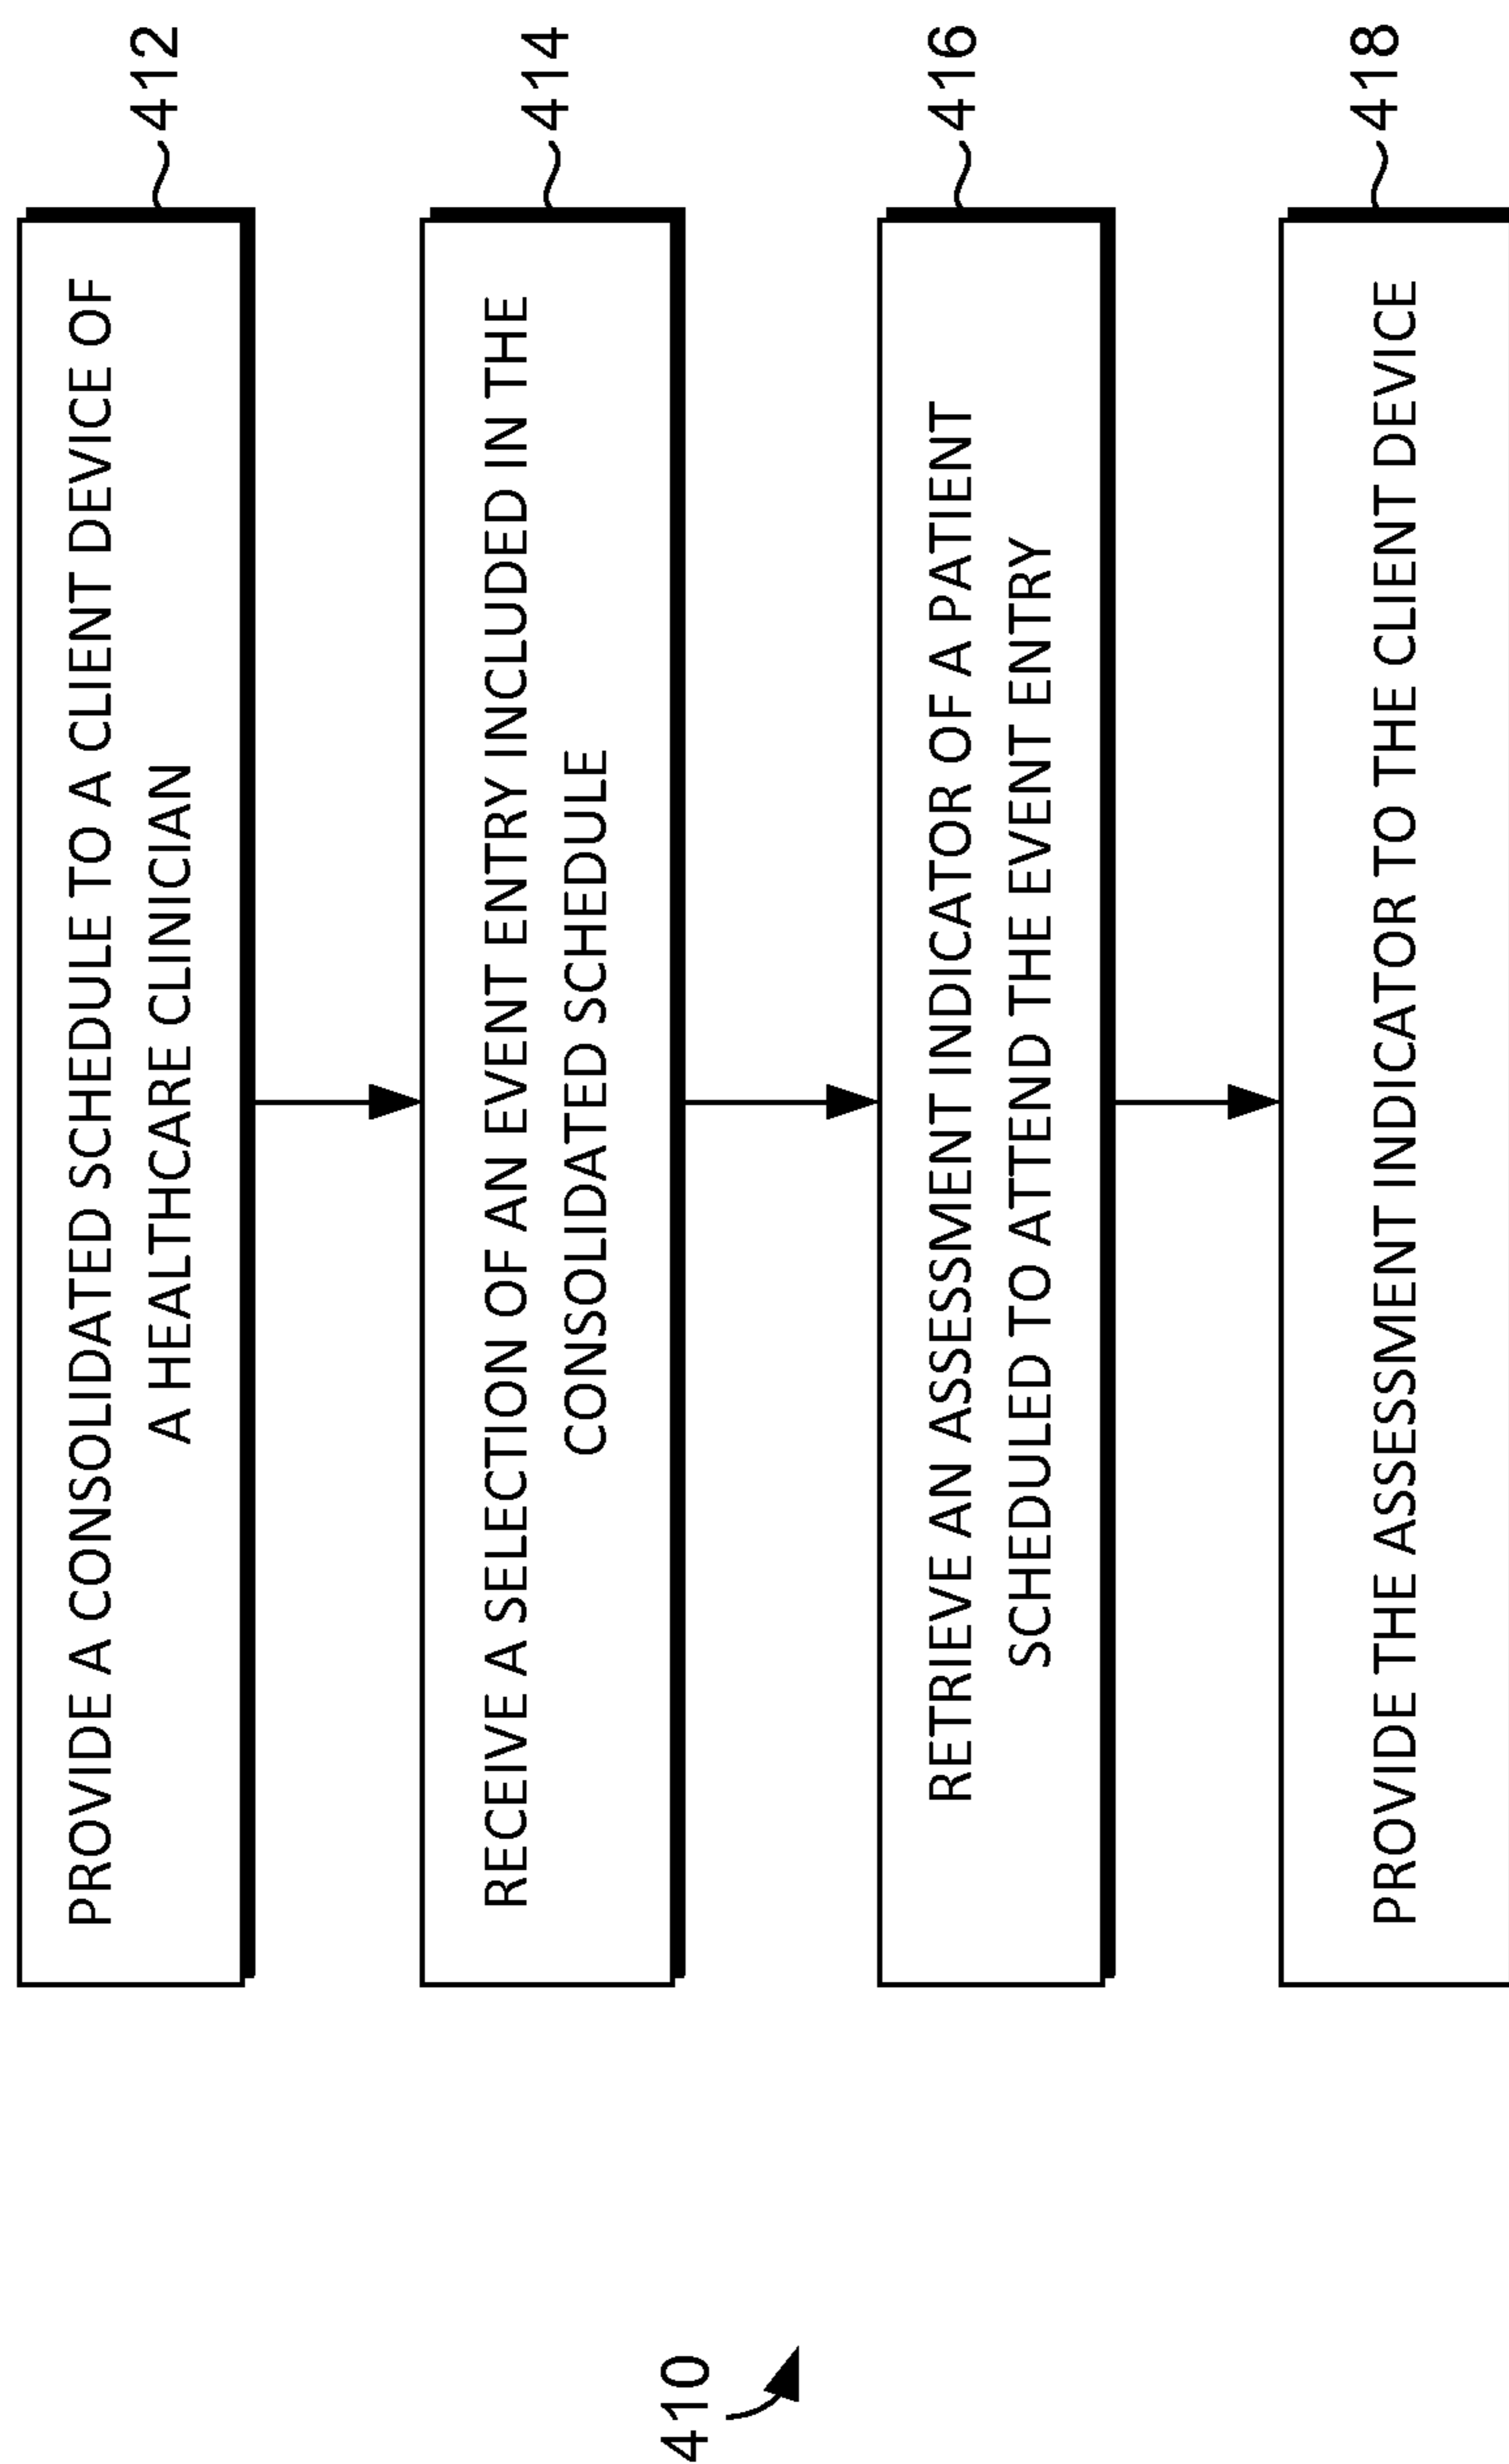 410
PROVIDE A CONSOLIDATED SCHEDULE TO A CLIENT DEVICE OF
A HEALTHCARE CLINICIAN
412
RECEIVE A SELECTION OF AN EVENT ENTRY INCLUDED IN THE
CONSOLIDATED SCHEDULE
414
RETRIEVE AN ASSESSMENT INDICATOR OF A PATIENT
SCHEDULED TO ATTEND THE EVENT ENTRY
416
PROVIDE THE ASSESSMENT INDICATOR TO THE CLIENT DEVICE
418